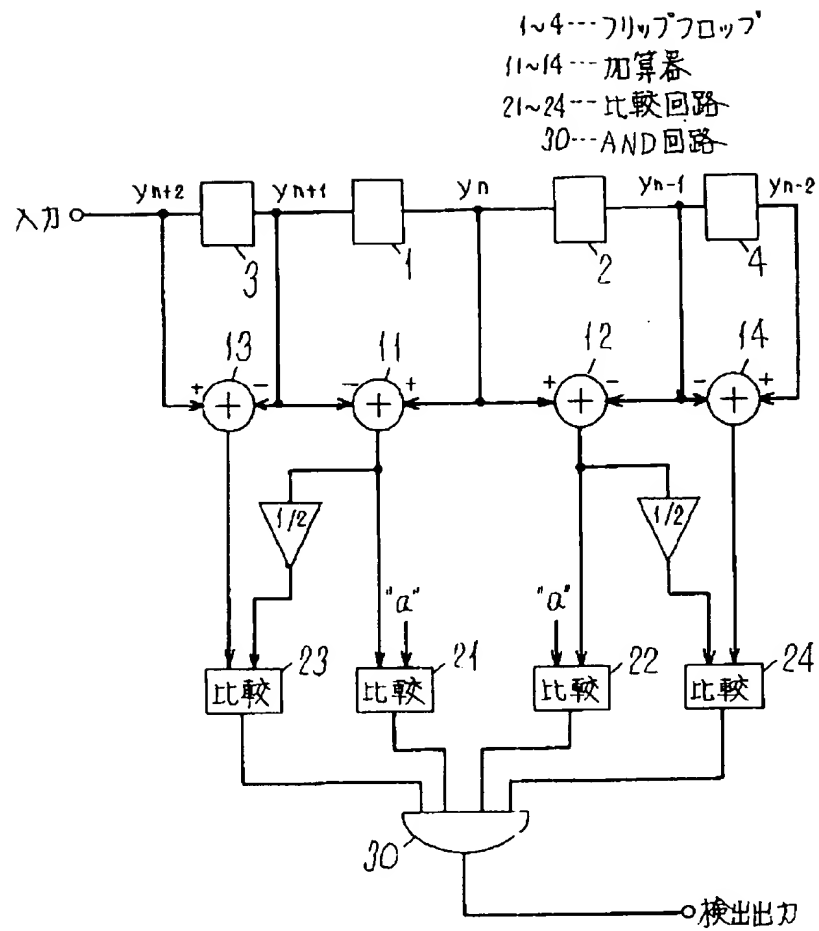 1~4…フリップフロップ
11~14…加算器
21~24…比較回路
30…AND回路
入力
yn+2
yn+1
yn
yn-1
yn-2
3
1
2
4
13
11
12
14
+
-
-
+
+
-
-
+
+
+
+
+
1/2
1/2
"a"
"a"
比較
23
比較
21
比較
22
比較
24
30
検出出力